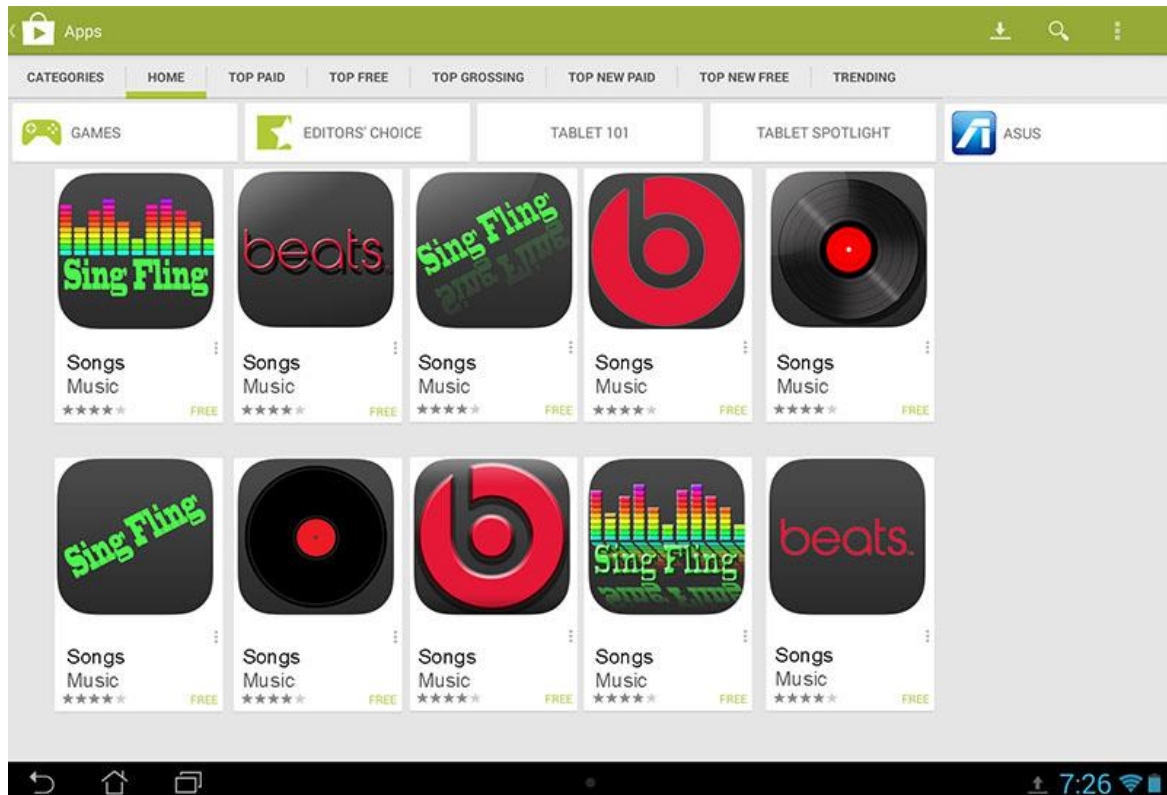 Apps
CATEGORIES HOME TOP PAID TOP FREE TOP GROSSING TOP NEW PAID TOP NEW FREE TRENDING
GAMES EDITORS' CHOICE TABLET 101 TABLET SPOTLIGHT ASUS
Sing Fling beats. Sing Fling b
Songs Songs Songs Songs Songs
Music Music Music Music Music
FREE FREE FREE FREE FREE
Sing Fling b Sing Fling beats.
Songs Songs Songs Songs Songs
Music Music Music Music Music
FREE FREE FREE FREE FREE
7:26